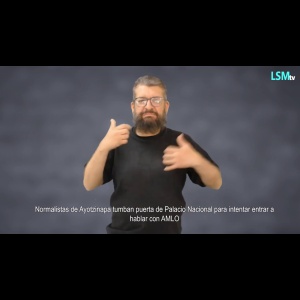 LSMtv
Normalistas de Ayotzinapa tumban puerta de Palacio Nacional para intentar entrar a
hablar con AMLO